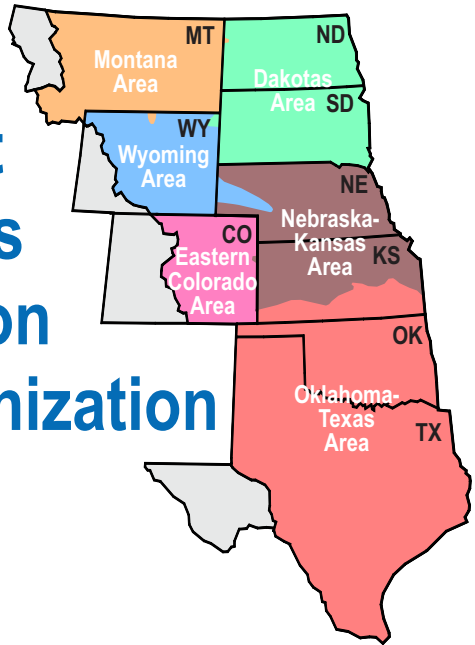 MT
Montana
Area
ND
Dakotas
Area
SD
WY
Wyoming
Area
NE
Nebraska-
Kansas
Area
KS
CO
Eastern
Colorado
Area
OK
Oklahoma-
Texas
Area
TX
t
s
on
nization